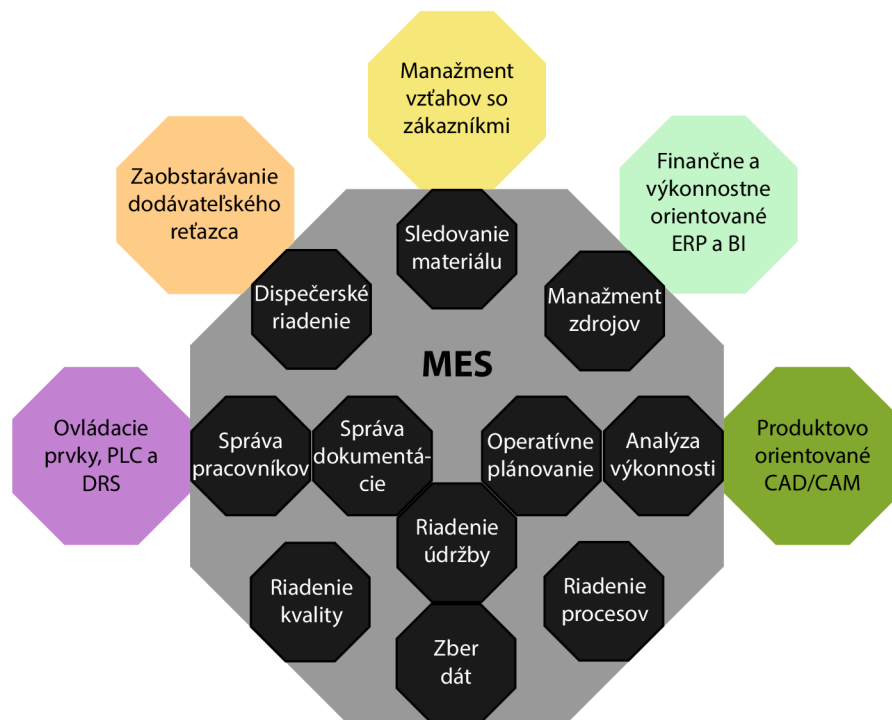 Manažment
vzťahov so
zákazníkmi
Zaobstarávanie
dodávateľského
reťazca
Finančne a
výkonnostne
orientované
ERP a BI
Sledovanie
materiálu
Dispečerské
riadenie
Manažment
zdrojov
MES
Ovládacie
prvky, PLC a
DRS
Správa
pracovníkov
Správa
dokumentá-
cie
Operatívne
plánovanie
Analýza
výkonnosti
Produktovo
orientované
CAD/CAM
Riadenie
údržby
Riadenie
kvality
Riadenie
procesov
Zber
dát